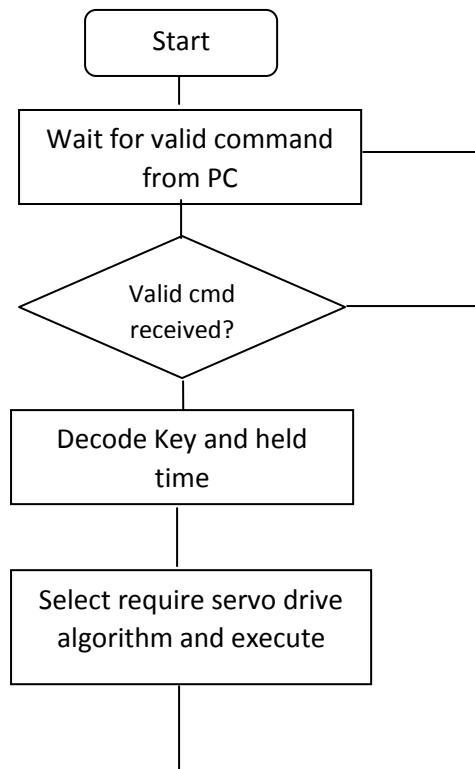 Start
Wait for valid command
from PC
Valid cmd
received?
Decode Key and held
time
Select require servo drive
algorithm and execute